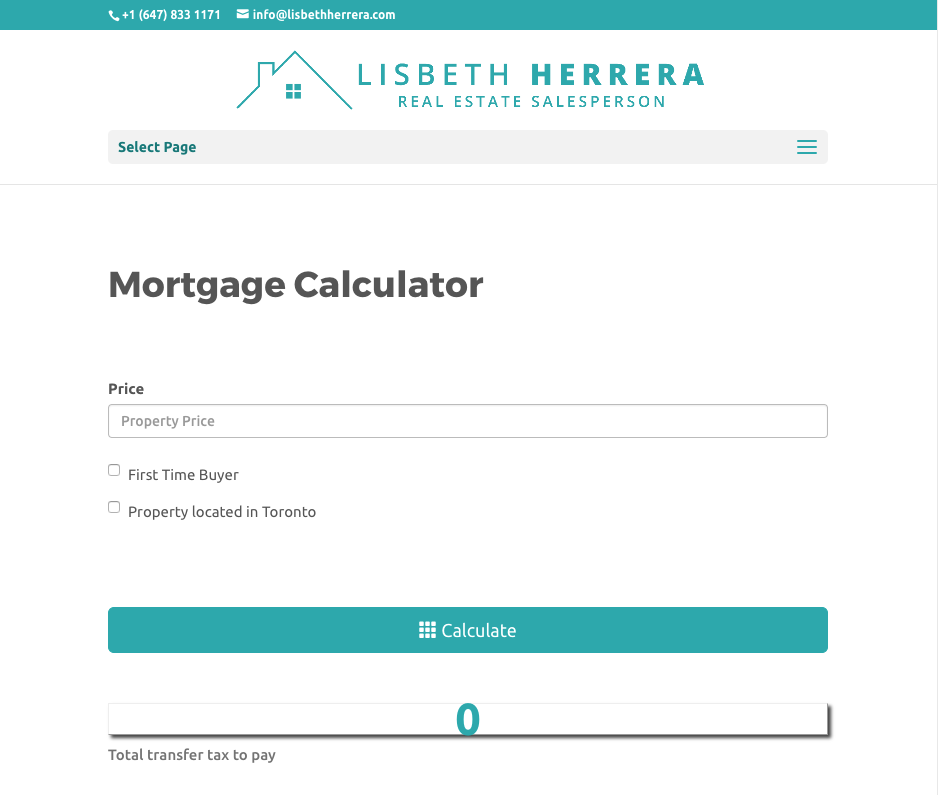 +1 (647) 833 1171 info@lisbethherrera.com
LISBETH HERRERA
REAL ESTATE SALESPERSON
Select Page
Mortgage Calculator
Price
Property Price
First Time Buyer
Property located in Toronto
Calculate
0
Total transfer tax to pay